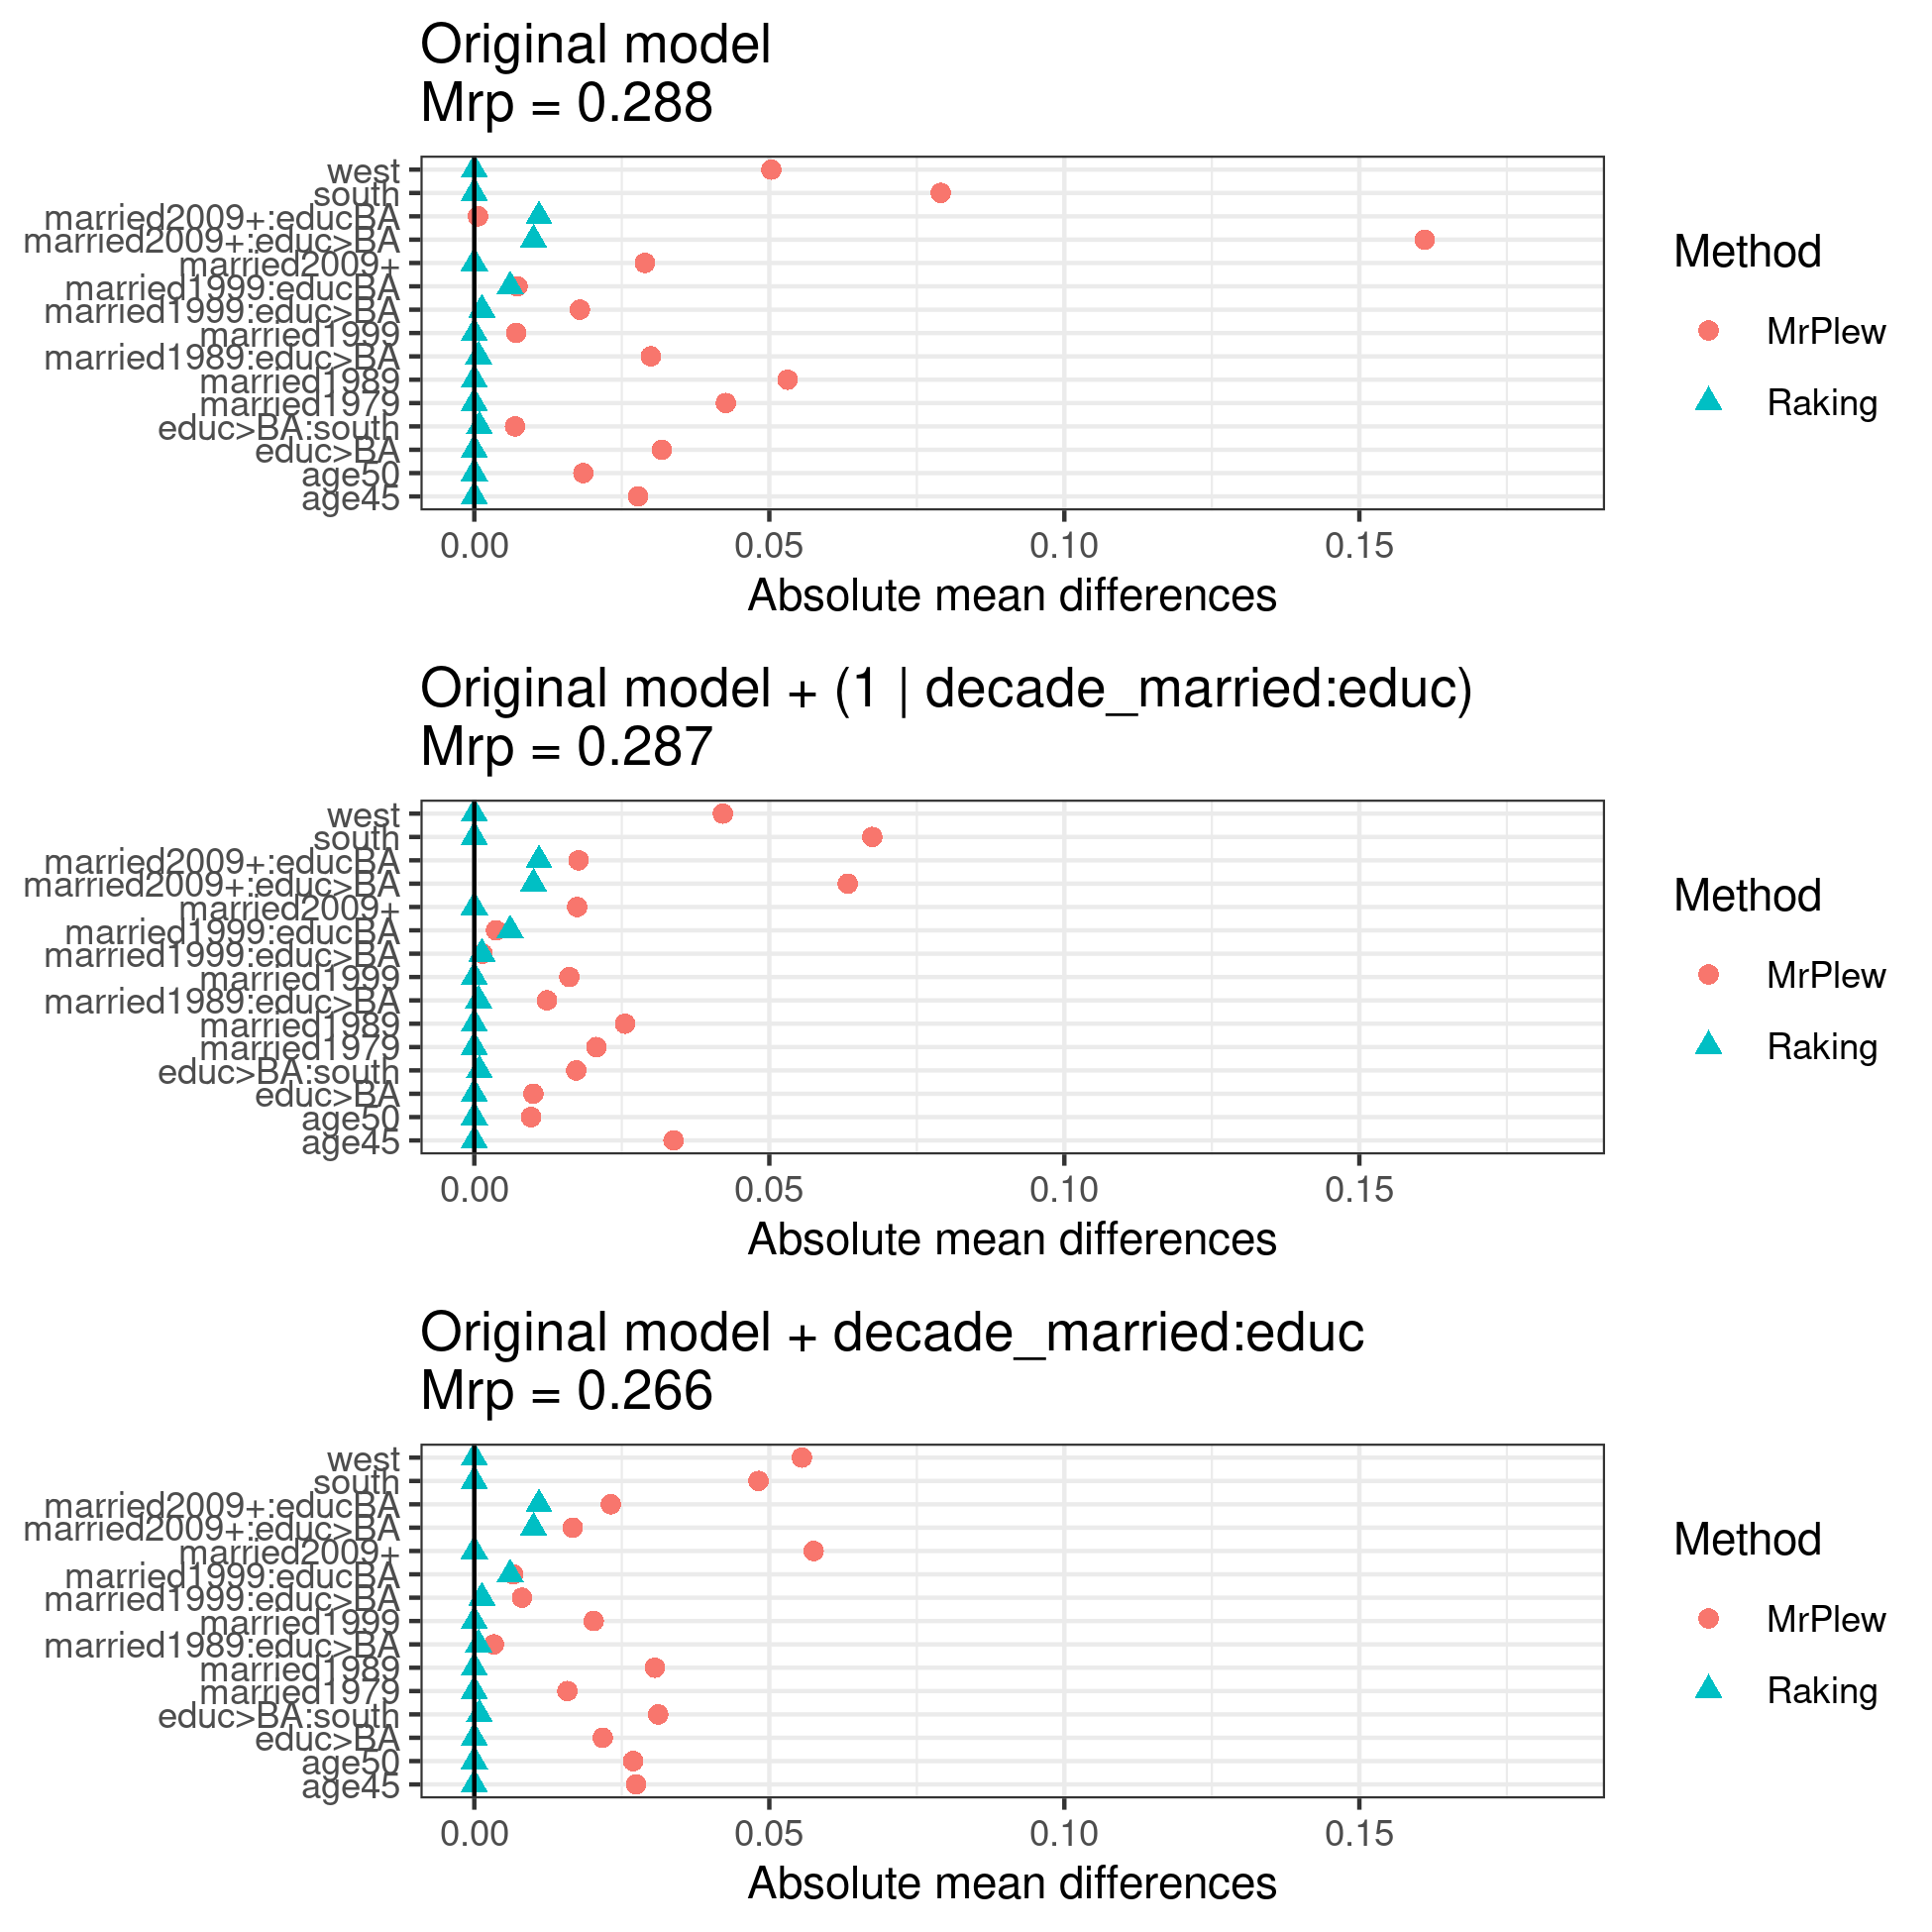 Original model
Mrp = 0.288
west
south
married2009+:educBA
married2009+:educ>BA
married2009+
married1999:educBA
married1999:educ>BA
married1999
married1989:educ>BA
married1989
married1979
educ>BA:south
educ>BA
age50
age45
0.00 0.05 0.10 0.15
Absolute mean differences
Method
MrPlew
Raking
Original model + (1 | decade_married:educ)
Mrp = 0.287
west
south
married2009+:educBA
married2009+:educ>BA
married2009+
married1999:educBA
married1999:educ>BA
married1999
married1989:educ>BA
married1989
married1979
educ>BA:south
educ>BA
age50
age45
0.00 0.05 0.10 0.15
Absolute mean differences
Method
MrPlew
Raking
Original model + decade_married:educ
Mrp = 0.266
west
south
married2009+:educBA
married2009+:educ>BA
married2009+
married1999:educBA
married1999:educ>BA
married1999
married1989:educ>BA
married1989
married1979
educ>BA:south
educ>BA
age50
age45
0.00 0.05 0.10 0.15
Absolute mean differences
Method
MrPlew
Raking